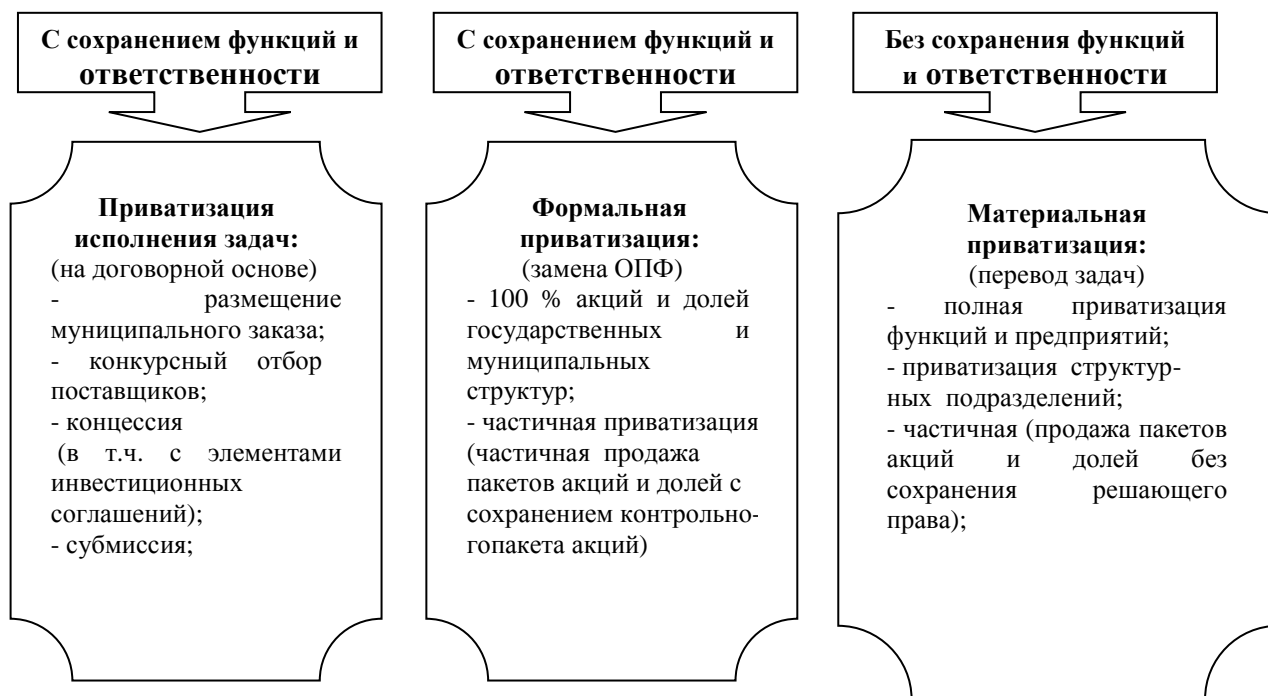 С сохранением функций и
ответственности
Приватизация
исполнения задач:
(на договорной основе)
- размещение
муниципального заказа;
- конкурсный отбор
поставщиков;
- концессия
(в т.ч. с элементами
инвестиционных
соглашений);
- субмиссия;
С сохранением функций и
ответственности
Формальная
приватизация:
(замена ОПФ)
- 100 % акций и долей
государственных и
муниципальных
структур;
- частичная приватизация
(частичная продажа
пакетов акций и долей с
сохранением контрольно-
гопакета акций)
Без сохранения функций
и ответственности
Материальная
приватизация:
(перевод задач)
- полная приватизация
функций и предприятий;
- приватизация структур-
ных подразделений;
- частичная (продажа пакетов
акций и долей без
сохранения решающего
права);